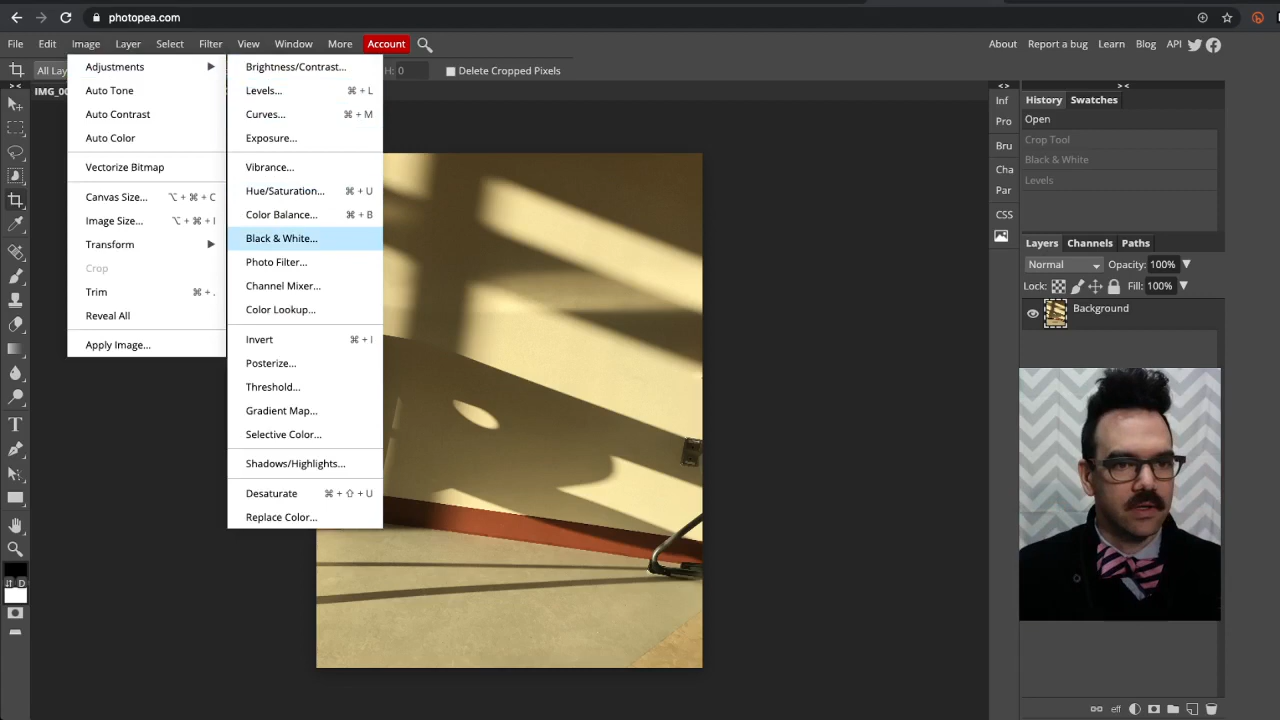 photopea.com
File Edit Image Layer Select Filter View Window More Account
About Report a bug Learn Blog API
All Lay
H: 0 Delete Cropped Pixels
IMG_00
Adjustments
Auto Tone
Auto Contrast
Auto Color
Vectorize Bitmap
Canvas Size... ⌥ + ⌘ + C
Image Size... ⌥ + ⌘ + I
Transform
Crop
Trim ⌘ + .
Reveal All
Apply Image...
Brightness/Contrast...
Levels... ⌘ + L
Curves... ⌘ + M
Exposure...
Vibrance...
Hue/Saturation... ⌘ + U
Color Balance... ⌘ + B
Black & White...
Photo Filter...
Channel Mixer...
Color Lookup...
Invert ⌘ + I
Posterize...
Threshold...
Gradient Map...
Selective Color...
Shadows/Highlights...
Desaturate ⌘ + ⇧ + U
Replace Color...
> <
< >
> <
Inf
Pro
Bru
Cha
Par
CSS
History Swatches
Open
Crop Tool
Black & White
Levels
Layers Channels Paths
Normal Opacity: 100%
Lock: Fill: 100%
Background
D
eff